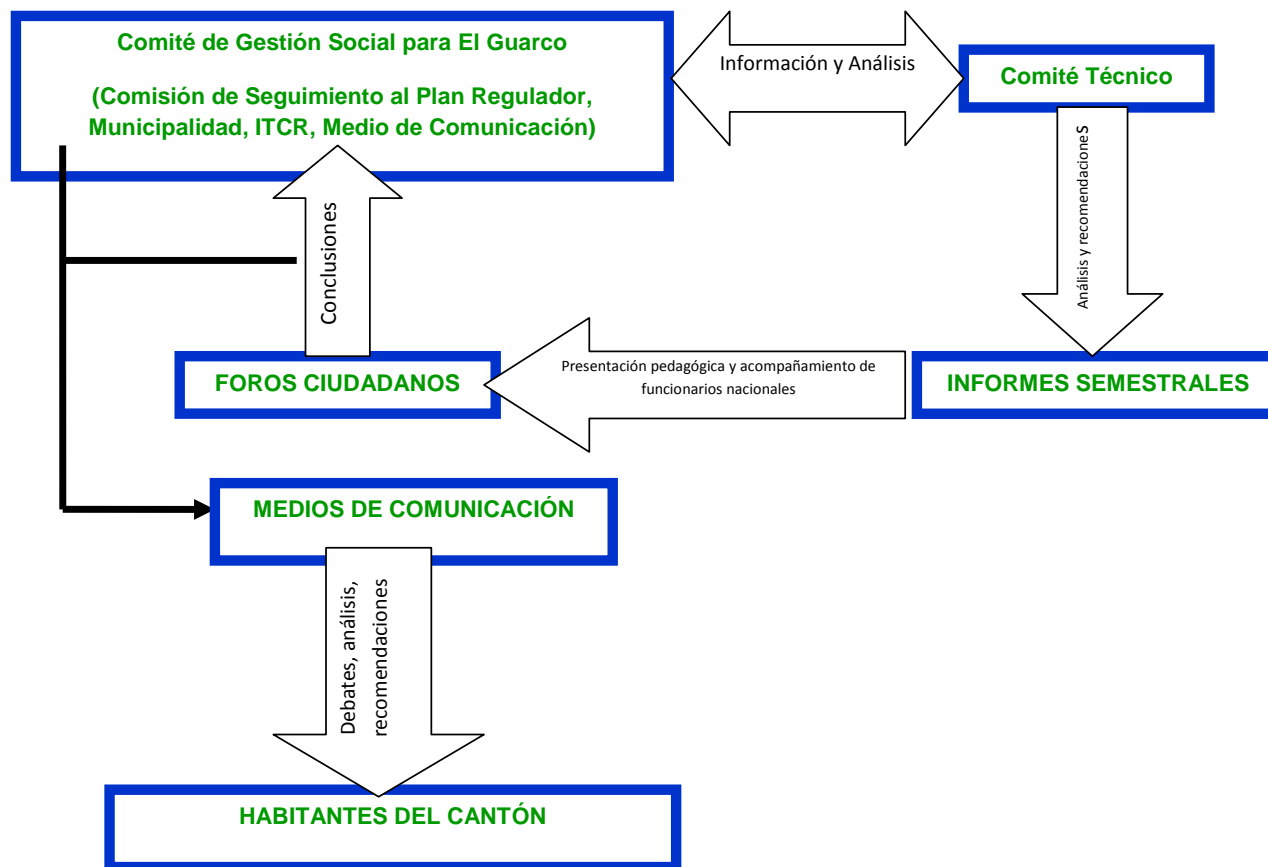 Comité de Gestión Social para El Guarco
(Comisión de Seguimiento al Plan Regulador,
Municipalidad, ITCR, Medio de Comunicación)
Información y Análisis
Comité Técnico
Análisis y recomendaciones
Conclusiones
FOROS CIUDADANOS
Presentación pedagógica y acompañamiento de
funcionarios nacionales
INFORMES SEMESTRALES
MEDIOS DE COMUNICACIÓN
Debates, análisis,
recomendaciones
HABITANTES DEL CANTÓN